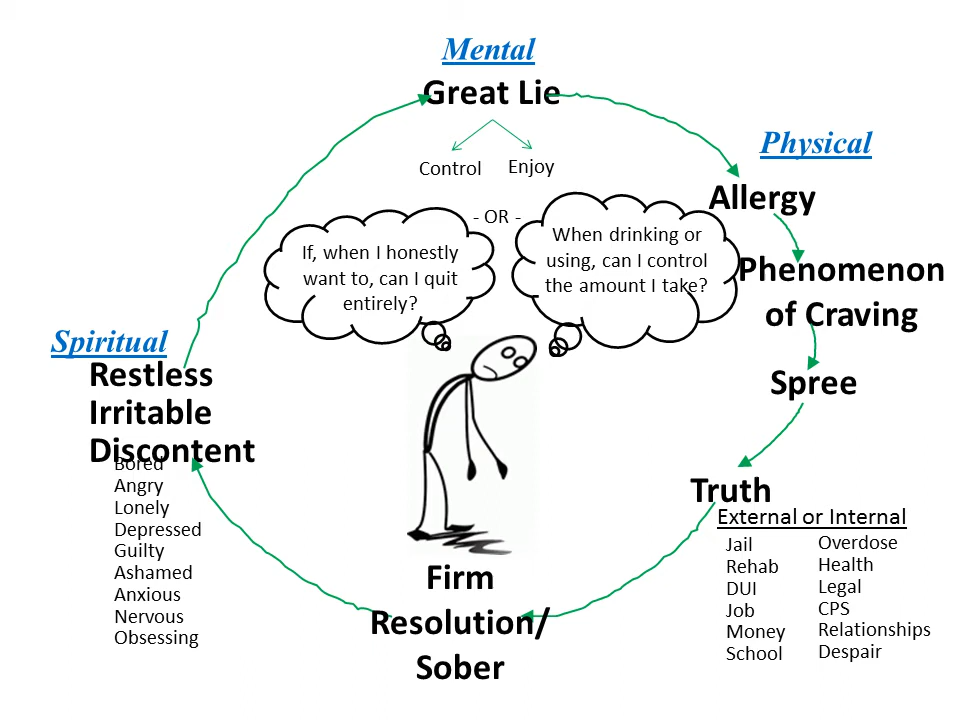 Mental
Great Lie
Control
Enjoy
- OR -
If, when I honestly
want to, can I quit
entirely?
When drinking or
using, can I control
the amount I take?
Physical
Allergy
Phenomenon
of Craving
Spree
Truth
External or Internal
Jail
Rehab
DUI
Job
Money
School
Overdose
Health
Legal
CPS
Relationships
Despair
Firm
Resolution/
Sober
Spiritual
Restless
Irritable
Discontent
Bored
Angry
Lonely
Depressed
Guilty
Ashamed
Anxious
Nervous
Obsessing